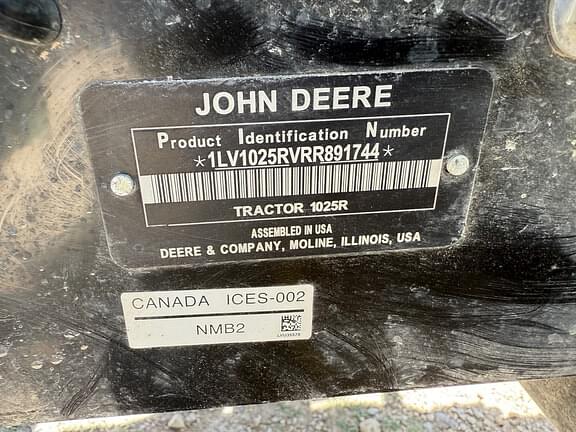 JOHN DEERE
Product Identification Number
*1LV1025RVRR891744*
TRACTOR 1025R
ASSEMBLED IN USA
DEERE & COMPANY, MOLINE, ILLINOIS, USA
CANADA ICES-002
NMB2